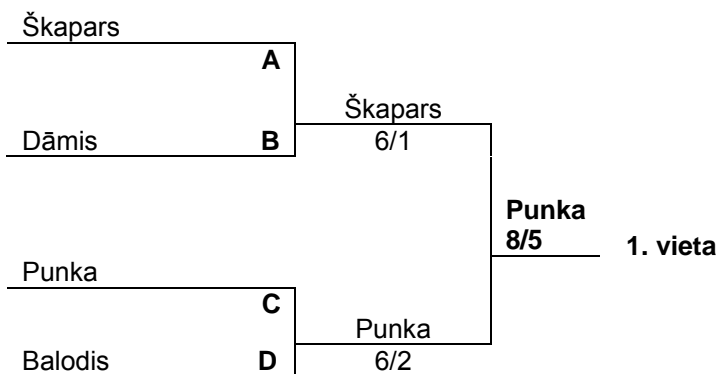 Škapars
A
Škapars
Dāmis B 6/1
Punka
8/5 1. vieta
Punka
C
Punka
Balodis D 6/2